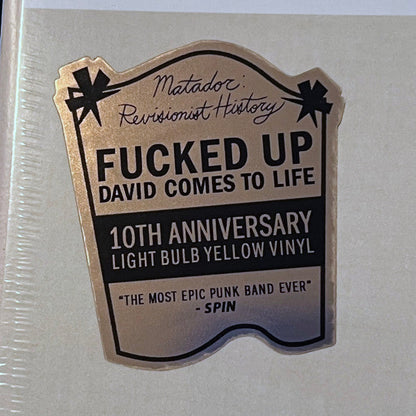 Matador:
Revisionist History
FUCKED UP
DAVID COMES TO LIFE
10TH ANNIVERSARY
LIGHT BULB YELLOW VINYL
"THE MOST EPIC PUNK BAND EVER"
- SPIN